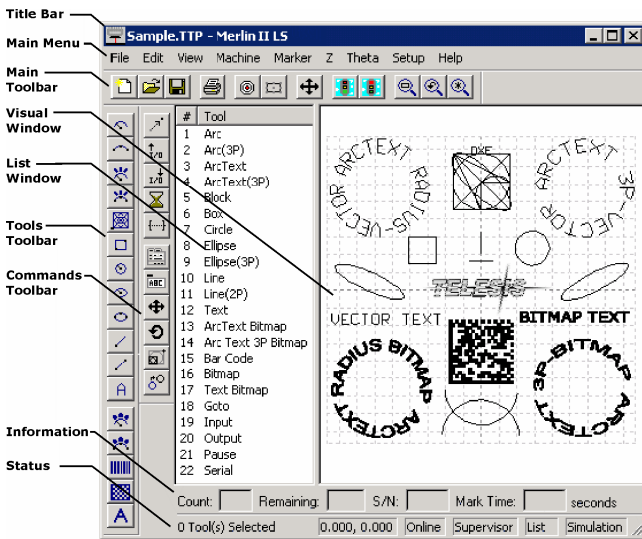 Title Bar
Sample.TTP - Merlin II LS
Main Menu
File Edit View Machine Marker Z Theta Setup Help
Main
Toolbar
Visual
Window
List
Window
Tools
Toolbar
Commands
Toolbar
Information
Status
I/0
I/0
ABC
A
A
# Tool
1 Arc
2 Arc(3P)
3 ArcText
4 ArcText(3P)
5 Block
6 Box
7 Circle
8 Ellipse
9 Ellipse(3P)
10 Line
11 Line(2P)
12 Text
13 ArcText Bitmap
14 Arc Text 3P Bitmap
15 Bar Code
16 Bitmap
17 Text Bitmap
18 Goto
19 Input
20 Output
21 Pause
22 Serial
ARCTEXT RADIUS-VECTOR
DXF
ARCTEXT 3P-VECTOR
TELESIS
VECTOR TEXT
BITMAP TEXT
ARCTEXT RADIUS BITMAP
ARCTEXT 3P-BITMAP
Count: Remaining: S/N: Mark Time: seconds
0 Tool(s) Selected 0.000, 0.000 Online Supervisor List Simulation